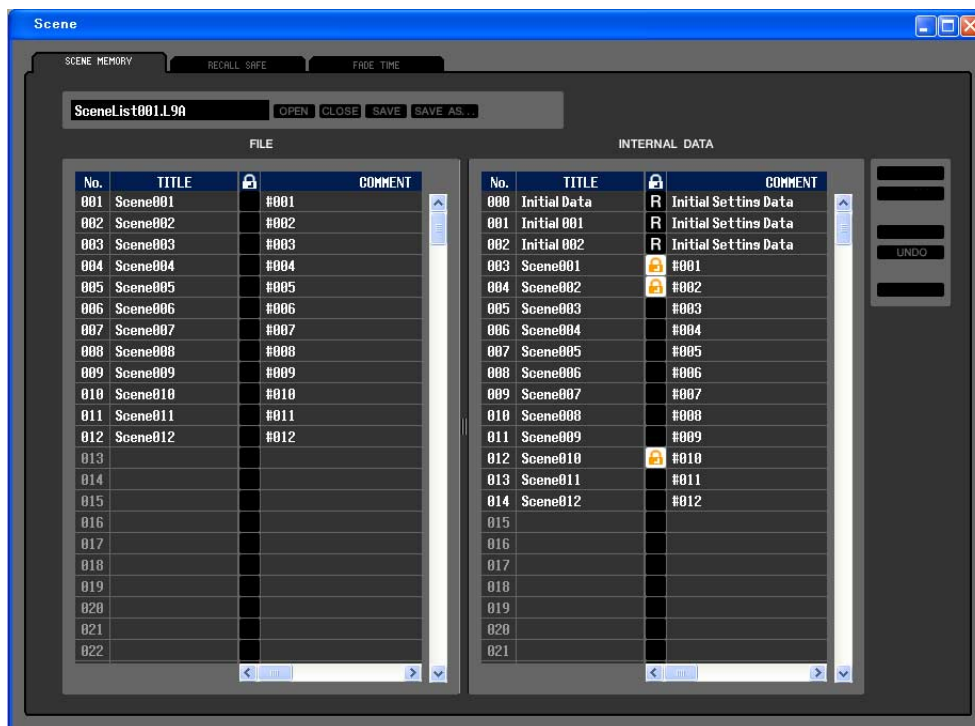 Scene
SCENE MEMORY RECALL SAFE FADE TIME
SceneList001.L9A OPEN CLOSE SAVE SAVE AS...
FILE
No. TITLE COMMENT
001 Scene001 #001
002 Scene002 #002
003 Scene003 #003
004 Scene004 #004
005 Scene005 #005
006 Scene006 #006
007 Scene007 #007
008 Scene008 #008
009 Scene009 #009
010 Scene010 #010
011 Scene011 #011
012 Scene012 #012
013
014
015
016
017
018
019
020
021
022
INTERNAL DATA
No. TITLE COMMENT
000 Initial Data R Initial Setting Data
001 Initial 001 R Initial Setting Data
002 Initial 002 R Initial Setting Data
003 Scene001 #001
004 Scene002 #002
005 Scene003 #003
006 Scene004 #004
007 Scene005 #005
008 Scene006 #006
009 Scene007 #007
010 Scene008 #008
011 Scene009 #009
012 Scene010 #010
013 Scene011 #011
014 Scene012 #012
015
016
017
018
019
020
021
UNDO